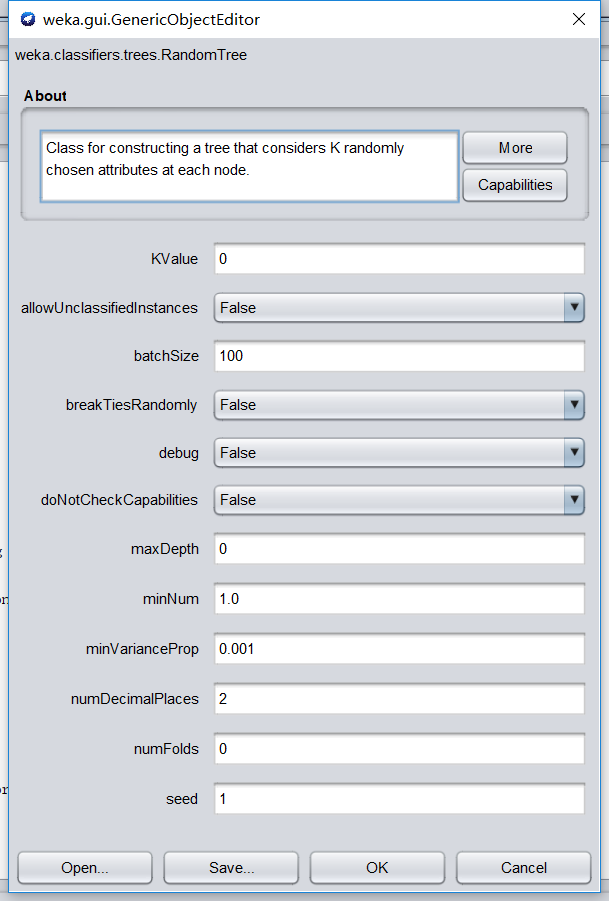 weka.gui.GenericObjectEditor
weka.classifiers.trees.RandomTree
About
Class for constructing a tree that considers K randomly
chosen attributes at each node.
More
Capabilities
KValue 0
allowUnclassifiedInstances False
batchSize 100
breakTiesRandomly False
debug False
doNotCheckCapabilities False
maxDepth 0
minNum 1.0
minVarianceProp 0.001
numDecimalPlaces 2
numFolds 0
seed 1
Open... Save... OK Cancel